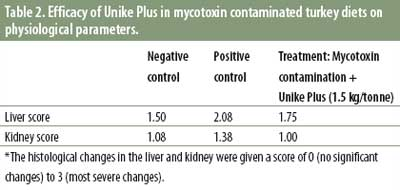 Table 2. Efficacy of Unike Plus in mycotoxin contaminated turkey diets on
physiological parameters.
Negative control Positive control Treatment: Mycotoxin contamination + Unike Plus (1.5 kg/tonne)
Liver score 1.50 2.08 1.75
Kidney score 1.08 1.38 1.00
*The histological changes in the liver and kidney were given a score of 0 (no significant
changes) to 3 (most severe changes).